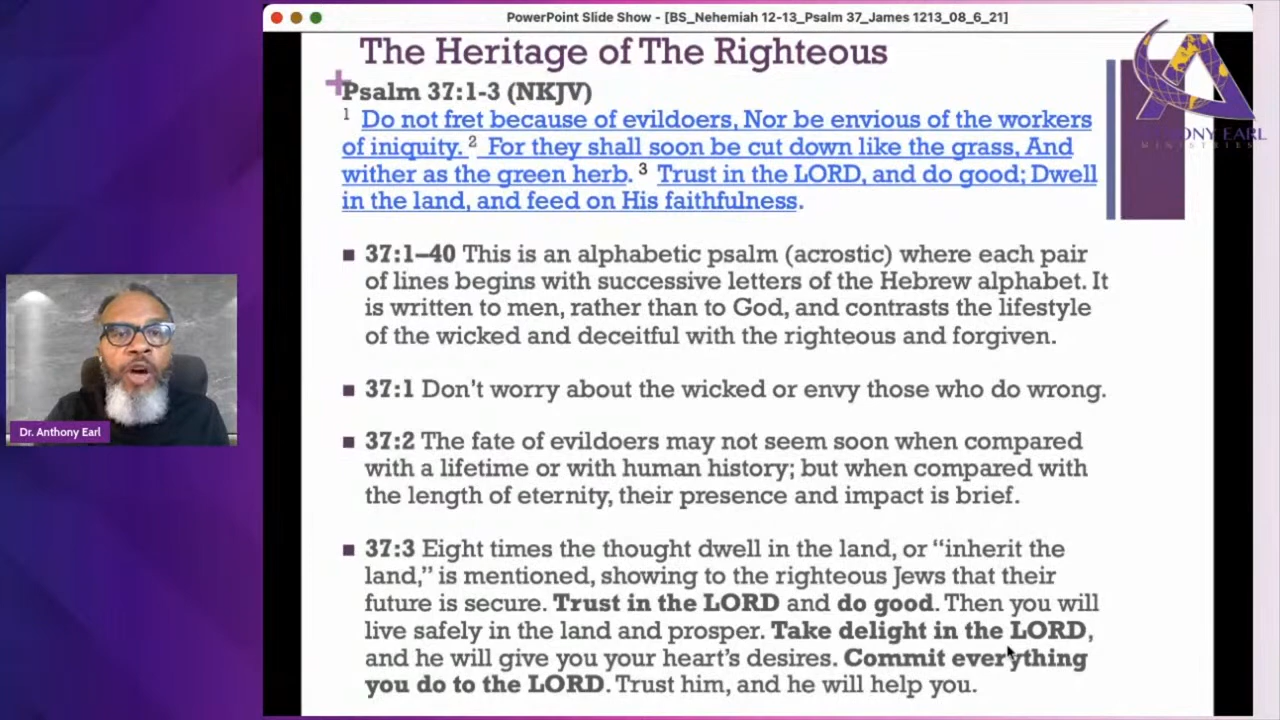 PowerPoint Slide Show - [BS_Nehemiah 12-13_Psalm 37_James 1213_08_6_21]
The Heritage of The Righteous
Psalm 37:1-3 (NKJV)
1 Do not fret because of evildoers, Nor be envious of the workers
of iniquity. 2 For they shall soon be cut down like the grass, And
wither as the green herb. 3 Trust in the LORD, and do good; Dwell
in the land, and feed on His faithfulness.
■ 37:1–40 This is an alphabetic psalm (acrostic) where each pair
of lines begins with successive letters of the Hebrew alphabet. It
is written to men, rather than to God, and contrasts the lifestyle
of the wicked and deceitful with the righteous and forgiven.
■ 37:1 Don’t worry about the wicked or envy those who do wrong.
■ 37:2 The fate of evildoers may not seem soon when compared
with a lifetime or with human history; but when compared with
the length of eternity, their presence and impact is brief.
■ 37:3 Eight times the thought dwell in the land, or “inherit the
land,” is mentioned, showing to the righteous Jews that their
future is secure. Trust in the LORD and do good. Then you will
live safely in the land and prosper. Take delight in the LORD,
and he will give you your heart’s desires. Commit everything
you do to the LORD. Trust him, and he will help you.
Dr. Anthony Earl
ONY EARL
MINISTRIES